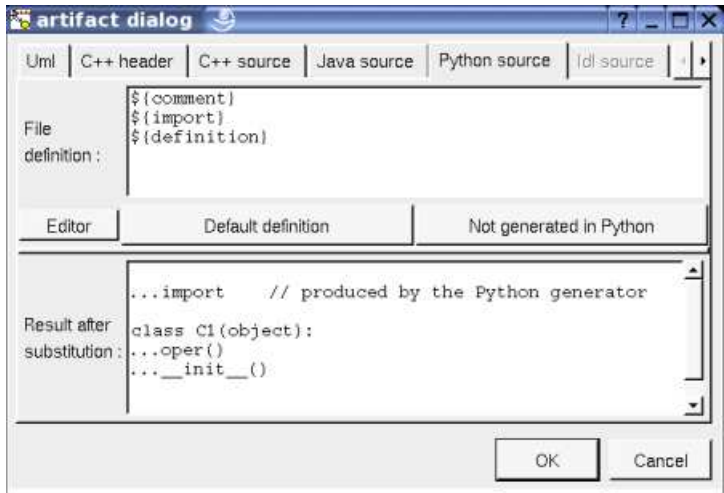 artifact dialog
Uml C++ header C++ source Java source Python source Idl source
${comment}
${import}
${definition}
File
definition :
Editor Default definition Not generated in Python
...import // produced by the Python generator
class C1(object):
...oper()
...__init__()
Result after
substitution :
OK Cancel